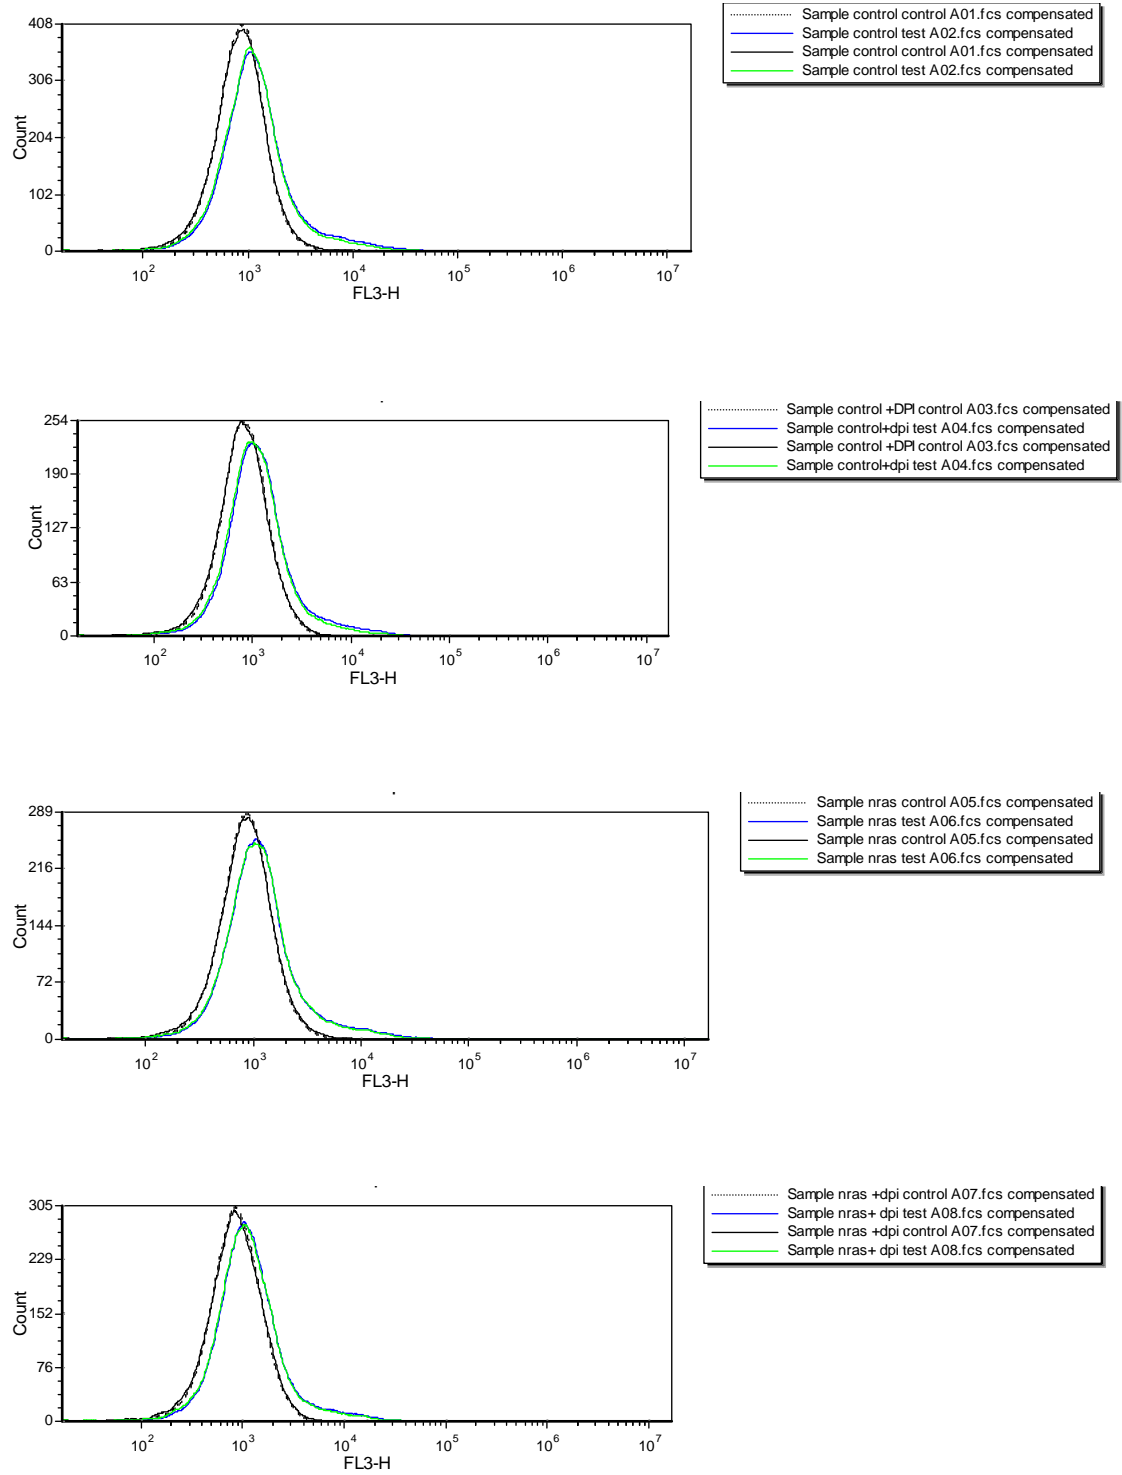 408
306
204
102
0
Count
10^2 10^3 10^4 10^5 10^6 10^7
FL3-H
Sample control control A01.fcs compensated
Sample control test A02.fcs compensated
Sample control control A01.fcs compensated
Sample control test A02.fcs compensated
254
190
127
63
0
Count
10^2 10^3 10^4 10^5 10^6 10^7
FL3-H
Sample control +DPI control A03.fcs compensated
Sample control+dpi test A04.fcs compensated
Sample control +DPI control A03.fcs compensated
Sample control+dpi test A04.fcs compensated
289
216
144
72
0
Count
10^2 10^3 10^4 10^5 10^6 10^7
FL3-H
Sample nras control A05.fcs compensated
Sample nras test A06.fcs compensated
Sample nras control A05.fcs compensated
Sample nras test A06.fcs compensated
305
229
152
76
0
Count
10^2 10^3 10^4 10^5 10^6 10^7
FL3-H
Sample nras +dpi control A07.fcs compensated
Sample nras+ dpi test A08.fcs compensated
Sample nras +dpi control A07.fcs compensated
Sample nras+ dpi test A08.fcs compensated